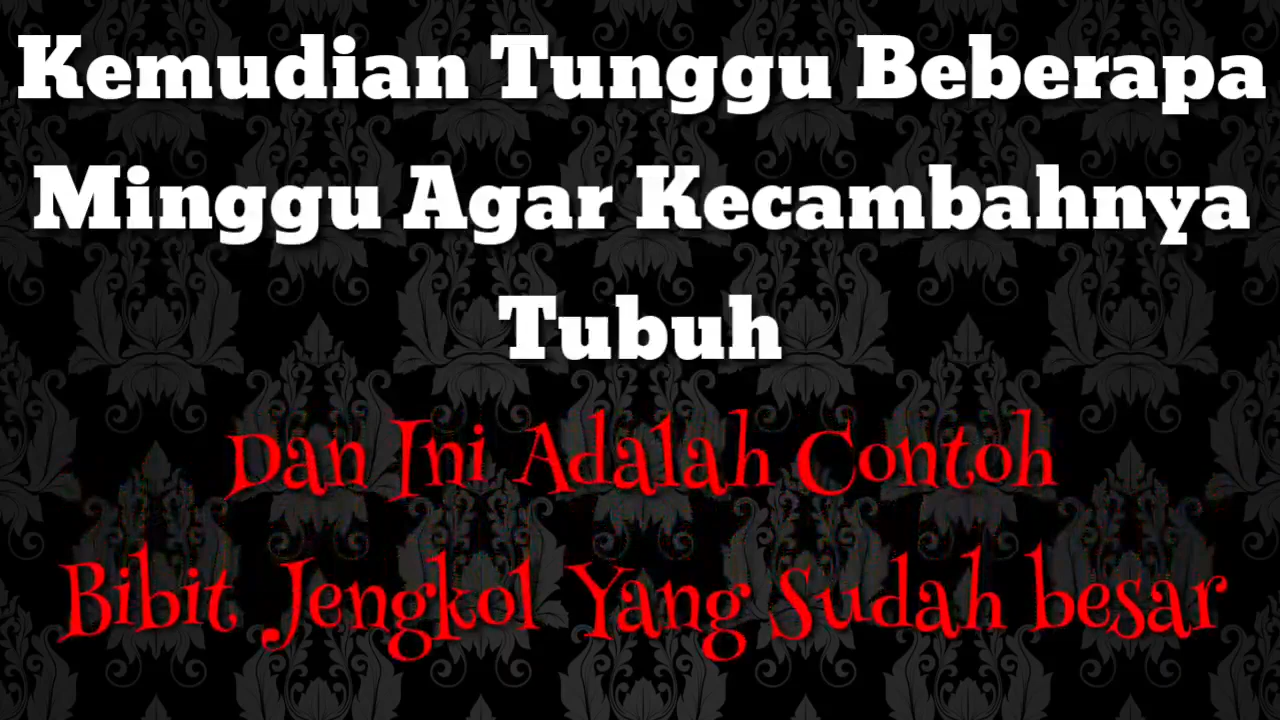 Kemudian Tunggu Beberapa
Minggu Agar Kecambahnya
Tubuh
Dan Ini Adalah Contoh
Bibit Jengkol Yang Sudah besar